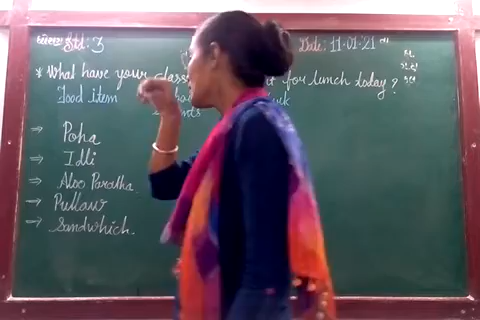 Std: 3 Date: 11.01.21
* What have your class for lunch today ?
Food item
⇒ Poha
⇒ Idli
⇒ Aloo Paratha
⇒ Pullaw
⇒ Sandwhich.